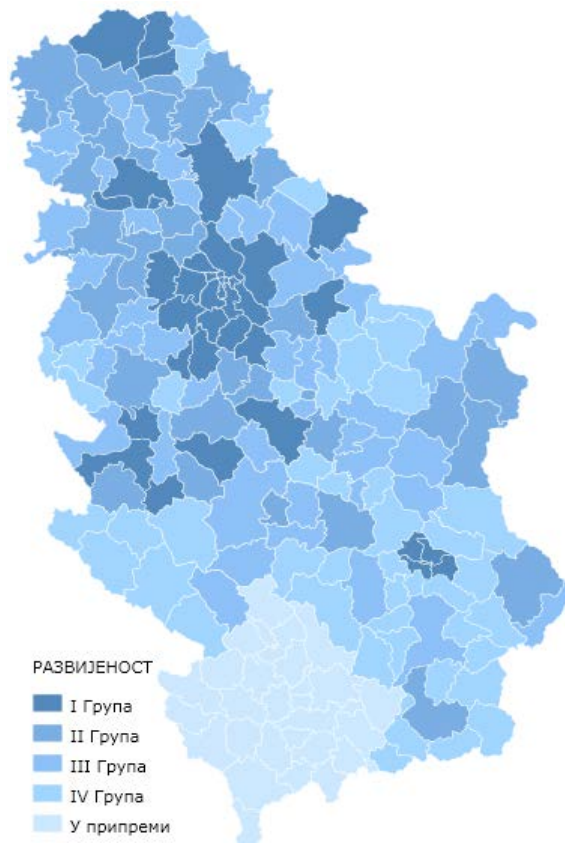 РАЗВИЈЕНОСТ
I Група
II Група
III Група
IV Група
У припреми